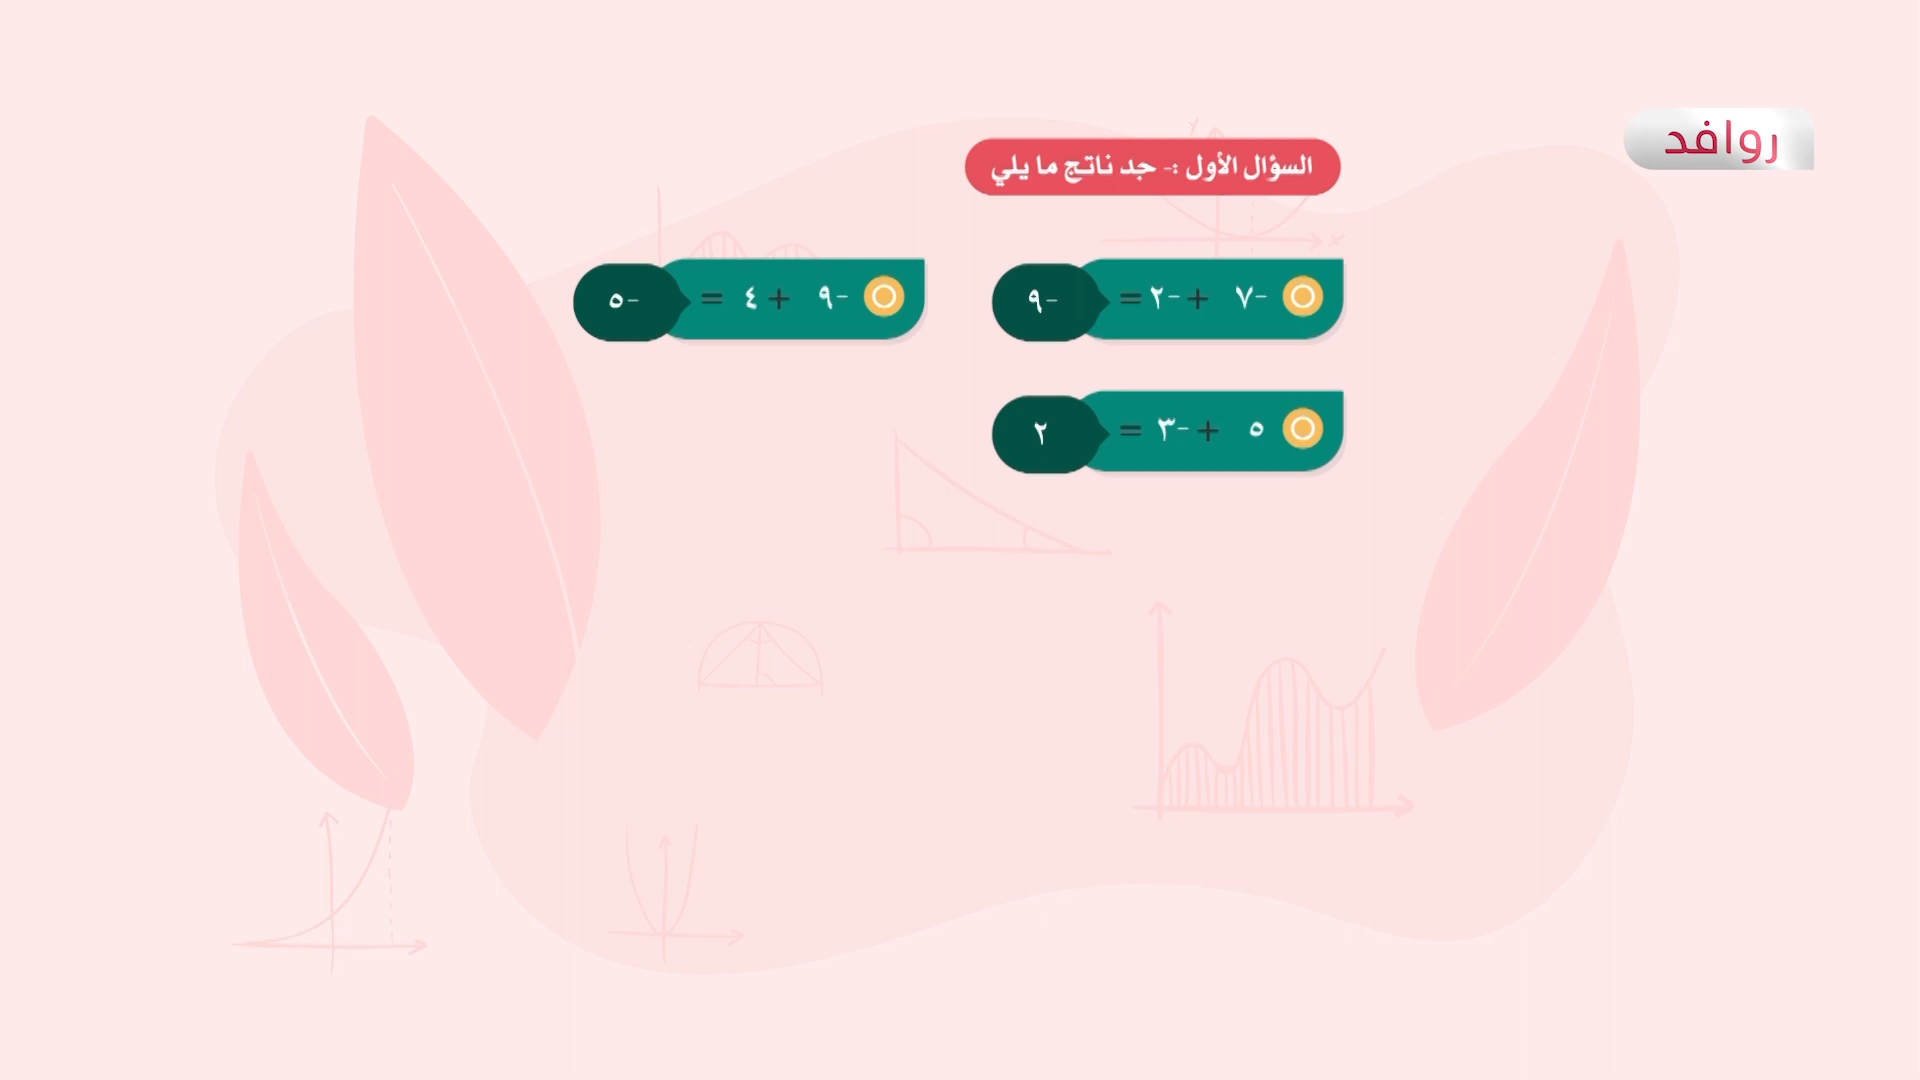 روافد
السؤال الأول :- جد ناتج ما يلي
-٧ + -٢ = -٩
-٩ + ٤ = -٥
٥ + -٣ = ٢